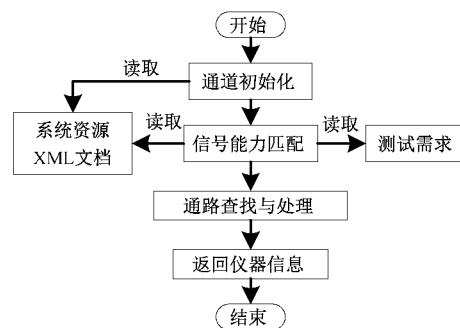 开始
读取
通道初始化
系统资源
XML文档
读取
信号能力匹配
读取
测试需求
通路查找与处理
返回仪器信息
结束